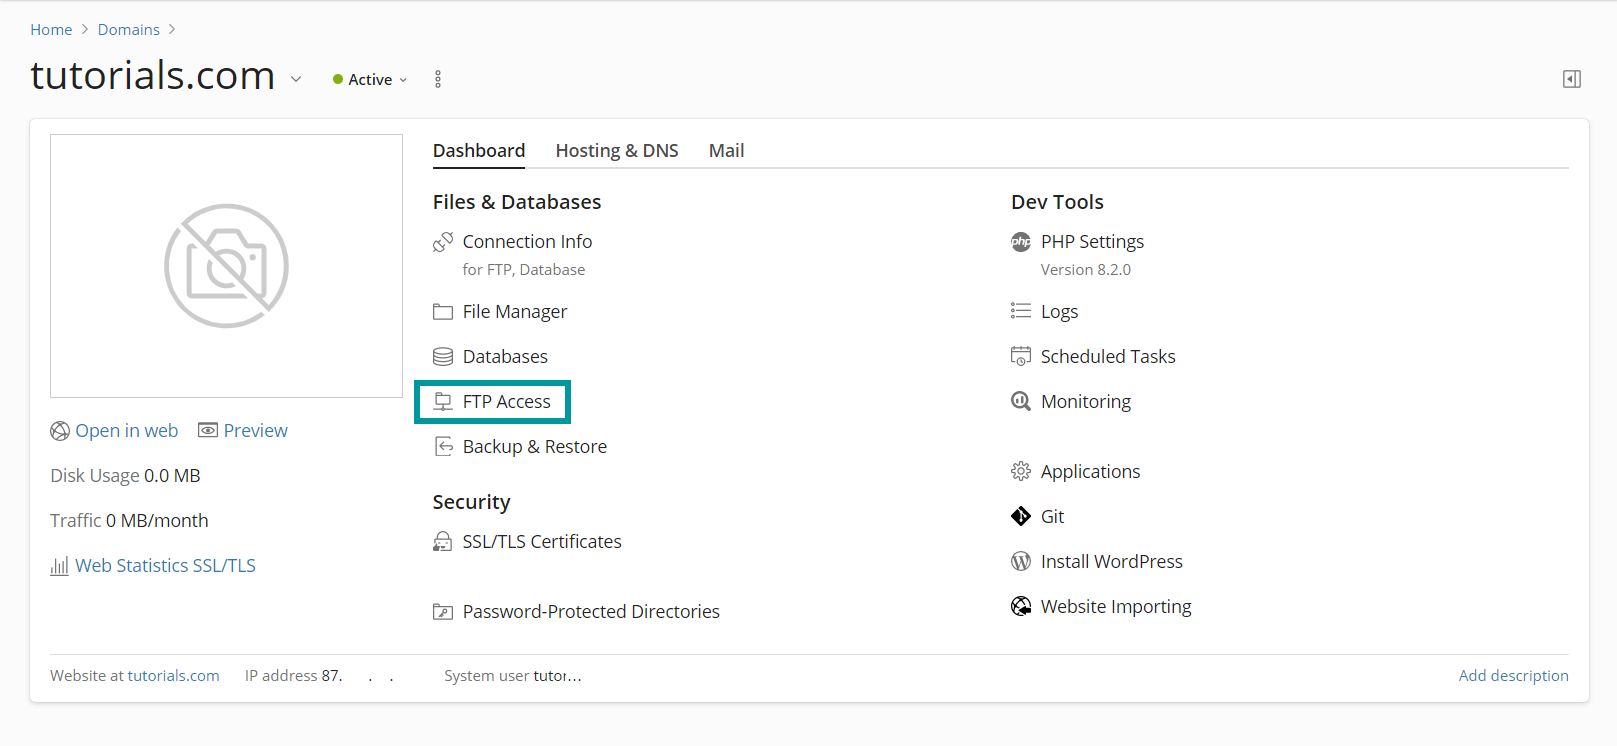 Home > Domains >
tutorials.com Active
Dashboard Hosting & DNS Mail
Files & Databases
Connection Info
for FTP, Database
File Manager
Databases
FTP Access
Backup & Restore
Security
SSL/TLS Certificates
Password-Protected Directories
Dev Tools
php PHP Settings
Version 8.2.0
Logs
Scheduled Tasks
Monitoring
Applications
Git
Install WordPress
Website Importing
Open in web Preview
Disk Usage 0.0 MB
Traffic 0 MB/month
Web Statistics SSL/TLS
Website at tutorials.com IP address 87. . . System user tutor... Add description